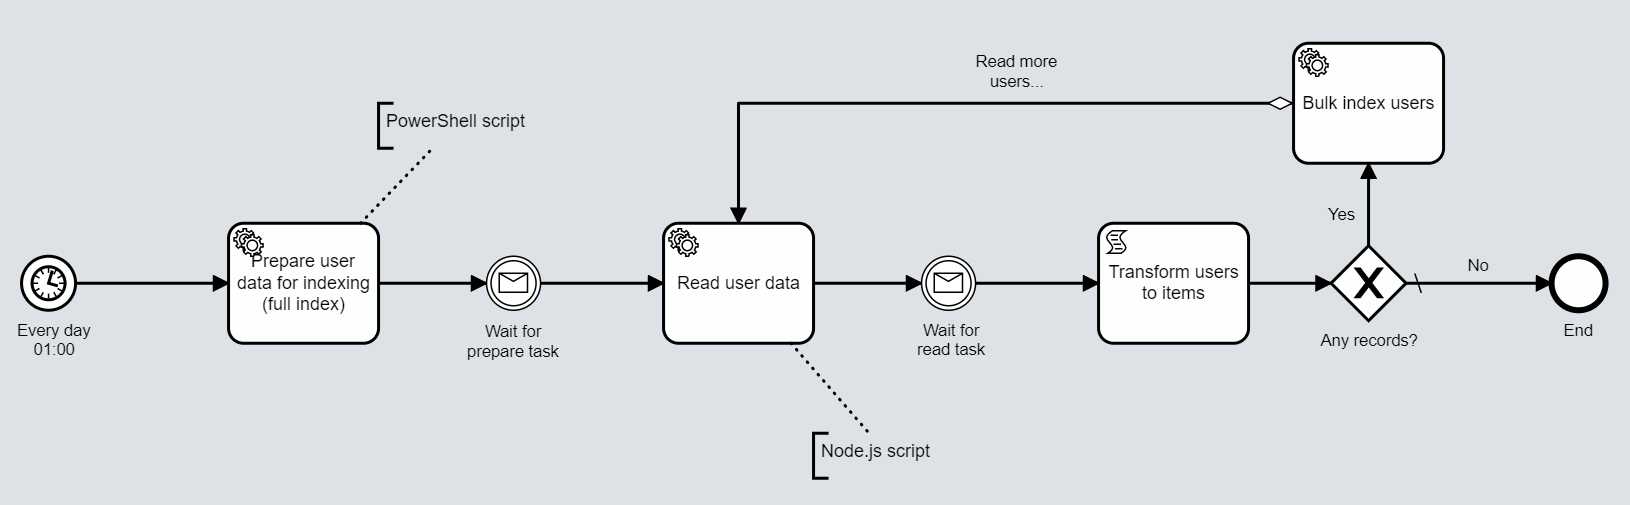 Read more
users...
Bulk index users
PowerShell script
Yes
Prepare user
data for indexing
(full index)
Read user data
Transform users
to items
No
Every day
01:00
Wait for
prepare task
Wait for
read task
Any records?
End
Node.js script